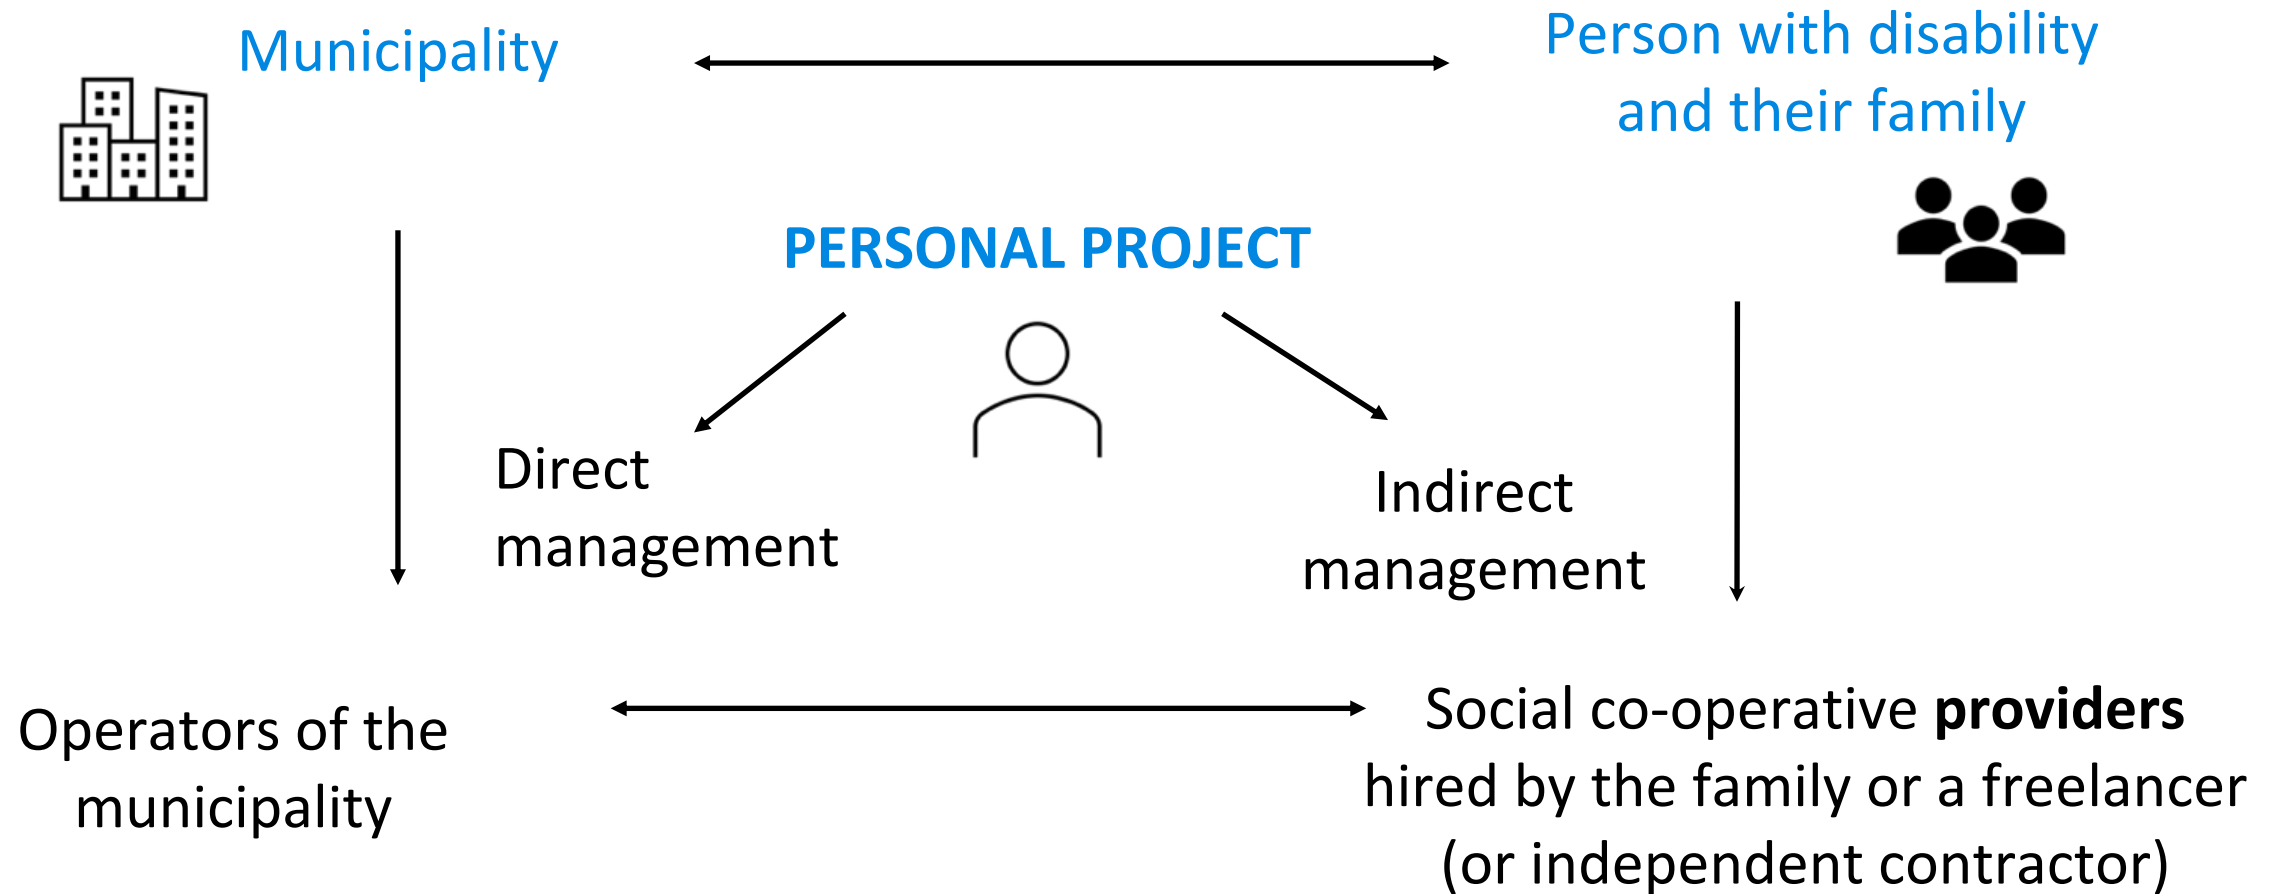 Municipality
Person with disability
and their family
PERSONAL PROJECT
Direct
management
Indirect
management
Operators of the
municipality
Social co-operative providers
hired by the family or a freelancer
(or independent contractor)